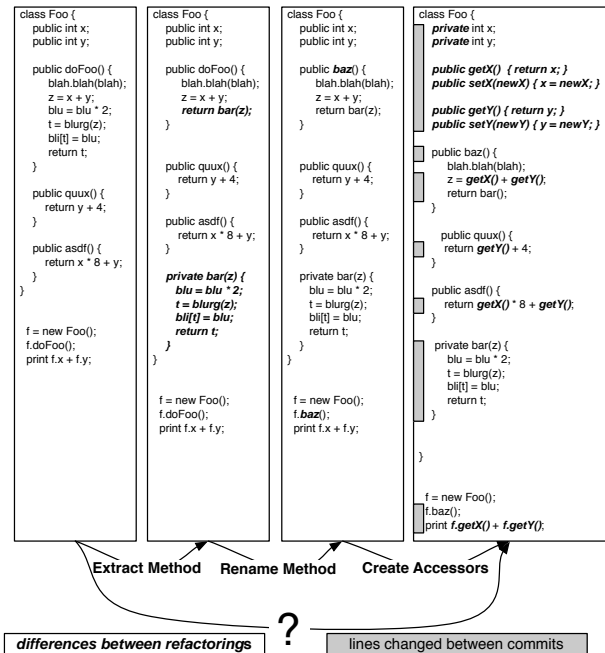 class Foo {
public int x;
public int y;
public doFoo() {
blah.blah(blah);
z = x + y;
blu = blu * 2;
t = blurg(z);
bli[t] = blu;
return t;
}
public quux() {
return y + 4;
}
public asdf() {
return x * 8 + y;
}
}
f = new Foo();
f.doFoo();
print f.x + f.y;
class Foo {
public int x;
public int y;
public doFoo() {
blah.blah(blah);
z = x + y;
return bar(z);
}
public quux() {
return y + 4;
}
public asdf() {
return x * 8 + y;
}
private bar(z) {
blu = blu * 2;
t = blurg(z);
bli[t] = blu;
return t;
}
}
f = new Foo();
f.doFoo();
print f.x + f.y;
class Foo {
public int x;
public int y;
public baz() {
blah.blah(blah);
z = x + y;
return bar(z);
}
public quux() {
return y + 4;
}
public asdf() {
return x * 8 + y;
}
private bar(z) {
blu = blu * 2;
t = blurg(z);
bli[t] = blu;
return t;
}
}
f = new Foo();
f.baz();
print f.x + f.y;
class Foo {
private int x;
private int y;
public getX() { return x; }
public setX(newX) { x = newX; }
public getY() { return y; }
public setY(newY) { y = newY; }
public baz() {
blah.blah(blah);
z = getX() + getY();
return bar();
}
public quux() {
return getY() + 4;
}
public asdf() {
return getX() * 8 + getY();
}
private bar(z) {
blu = blu * 2;
t = blurg(z);
bli[t] = blu;
return t;
}
}
f = new Foo();
f.baz();
print f.getX() + f.getY();
Extract Method
Rename Method
Create Accessors
?
differences between refactorings
lines changed between commits